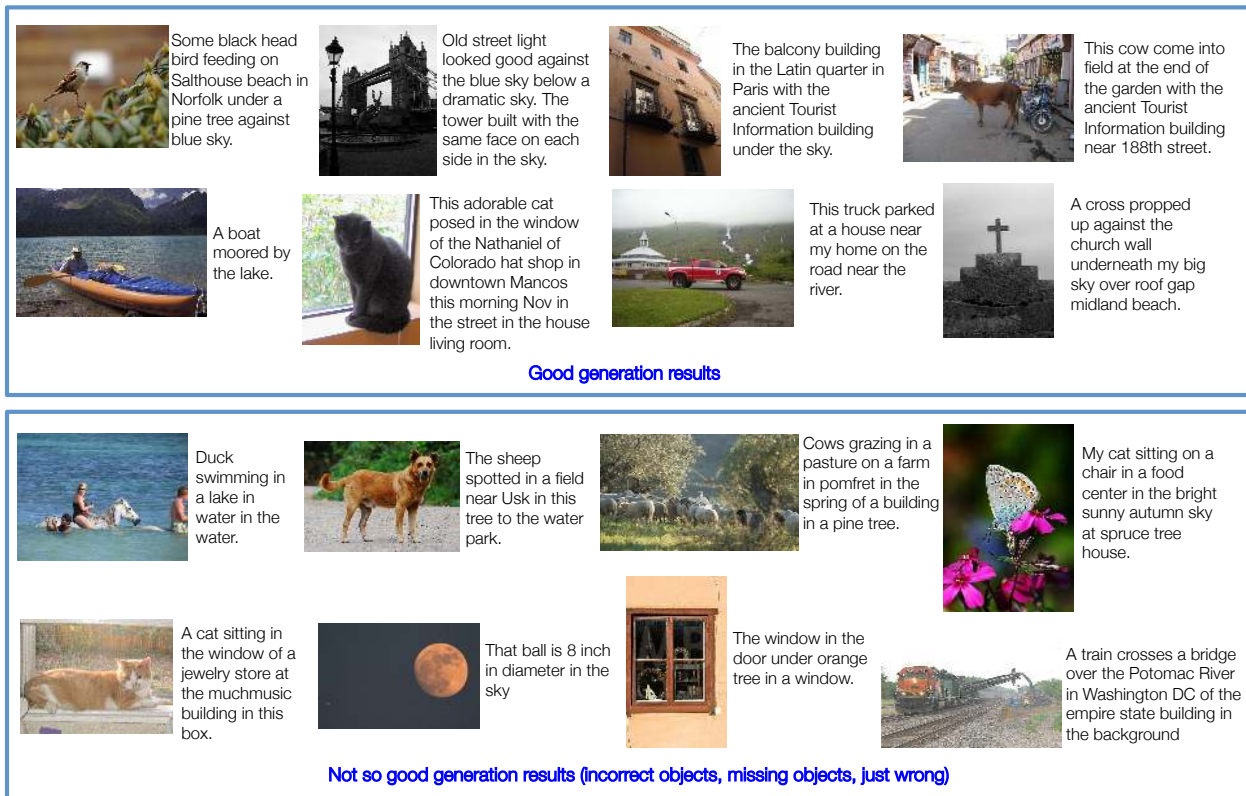 Some black head
bird feeding on
Salthouse beach in
Norfolk under a
pine tree against
blue sky.
Old street light
looked good against
the blue sky below a
dramatic sky. The
tower built with the
same face on each
side in the sky.
The balcony building
in the Latin quarter in
Paris with the
ancient Tourist
Information building
under the sky.
This cow come into
field at the end of
the garden with the
ancient Tourist
Information building
near 188th street.
A boat
moored by
the lake.
This adorable cat
posed in the window
of the Nathaniel of
Colorado hat shop in
downtown Mancos
this morning Nov in
the street in the house
living room.
This truck parked
at a house near
my home on the
road near the
river.
A cross propped
up against the
church wall
underneath my big
sky over roof gap
midland beach.
Good generation results
Duck
swimming in
a lake in
water in the
water.
The sheep
spotted in a field
near Usk in this
tree to the water
park.
Cows grazing in a
pasture on a farm
in pomfret in the
spring of a building
in a pine tree.
My cat sitting on a
chair in a food
center in the bright
sunny autumn sky
at spruce tree
house.
A cat sitting in
the window of a
jewelry store at
the muchmusic
building in this
box.
That ball is 8 inch
in diameter in the
sky
The window in the
door under orange
tree in a window.
A train crosses a bridge
over the Potomac River
in Washington DC of the
empire state building in
the background
Not so good generation results (incorrect objects, missing objects, just wrong)